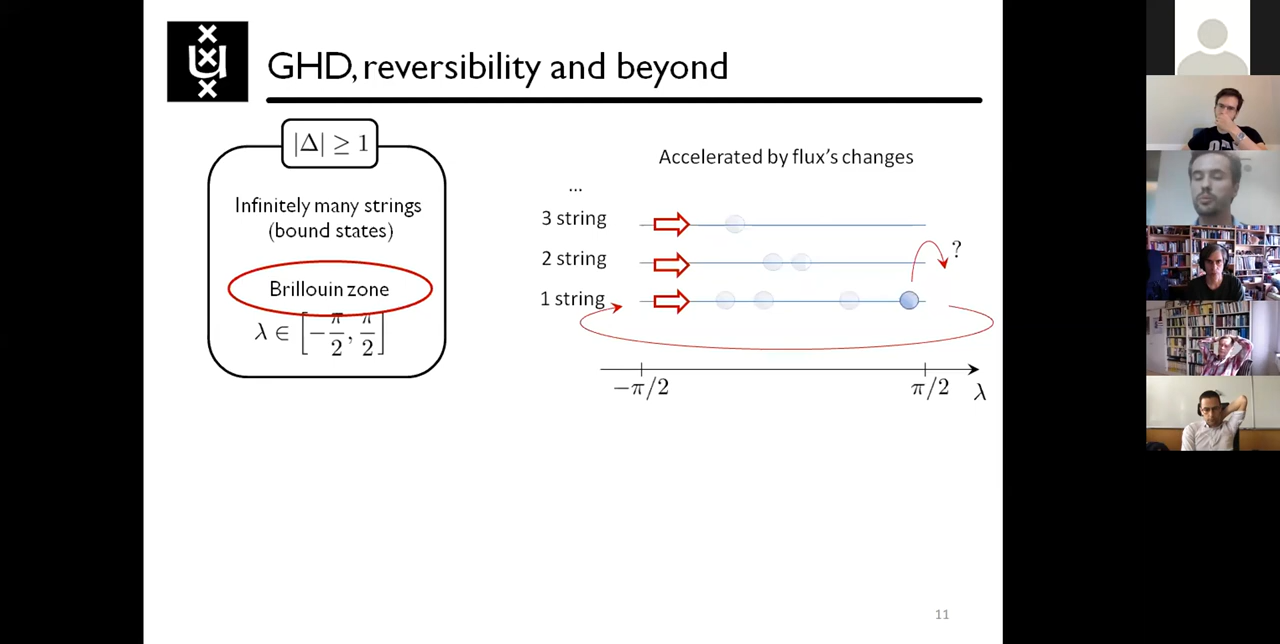 GHD, reversibility and beyond
|Δ| ≥ 1
Infinitely many strings
(bound states)
Brillouin zone
λ ∈ [−π/2, π/2]
Accelerated by flux's changes
...
3 string
2 string
1 string
?
−π/2
π/2
λ
11